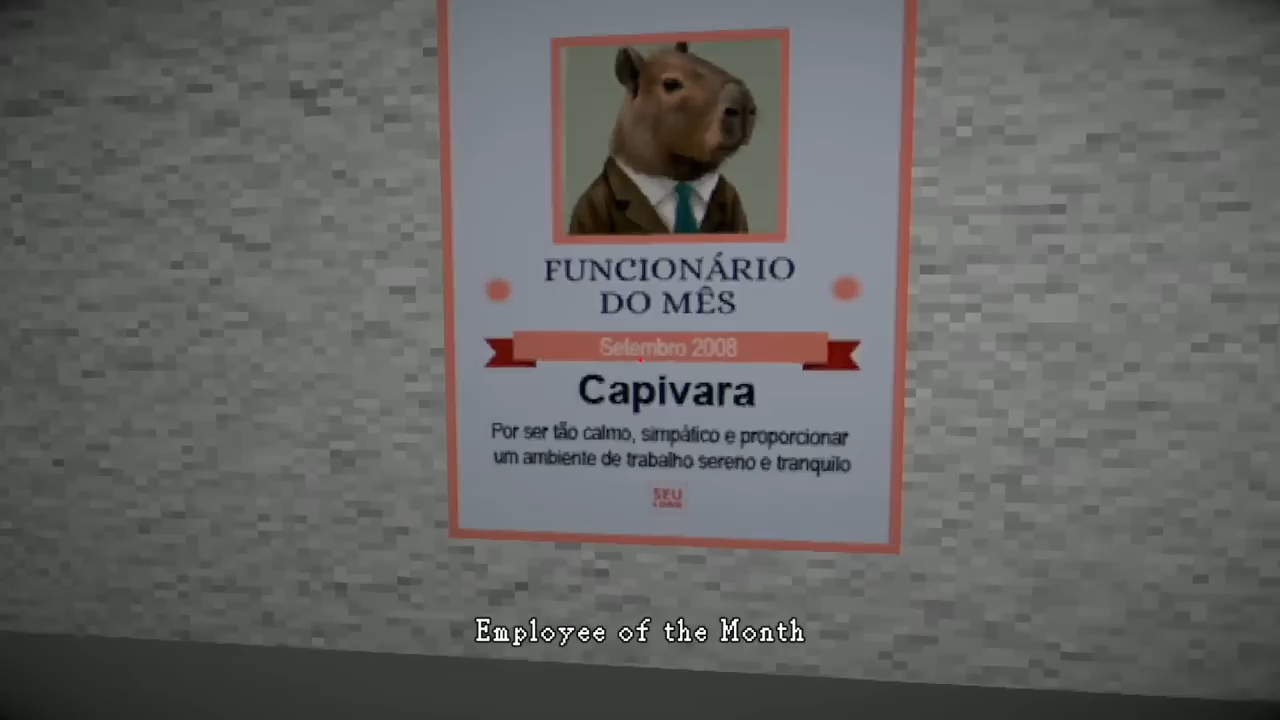 FUNCIONÁRIO
DO MÊS
Setembro 2008
Capivara
Por ser tão calmo, simpático e proporcionar
um ambiente de trabalho sereno e tranquilo
SEU
LOGO
Employee of the Month